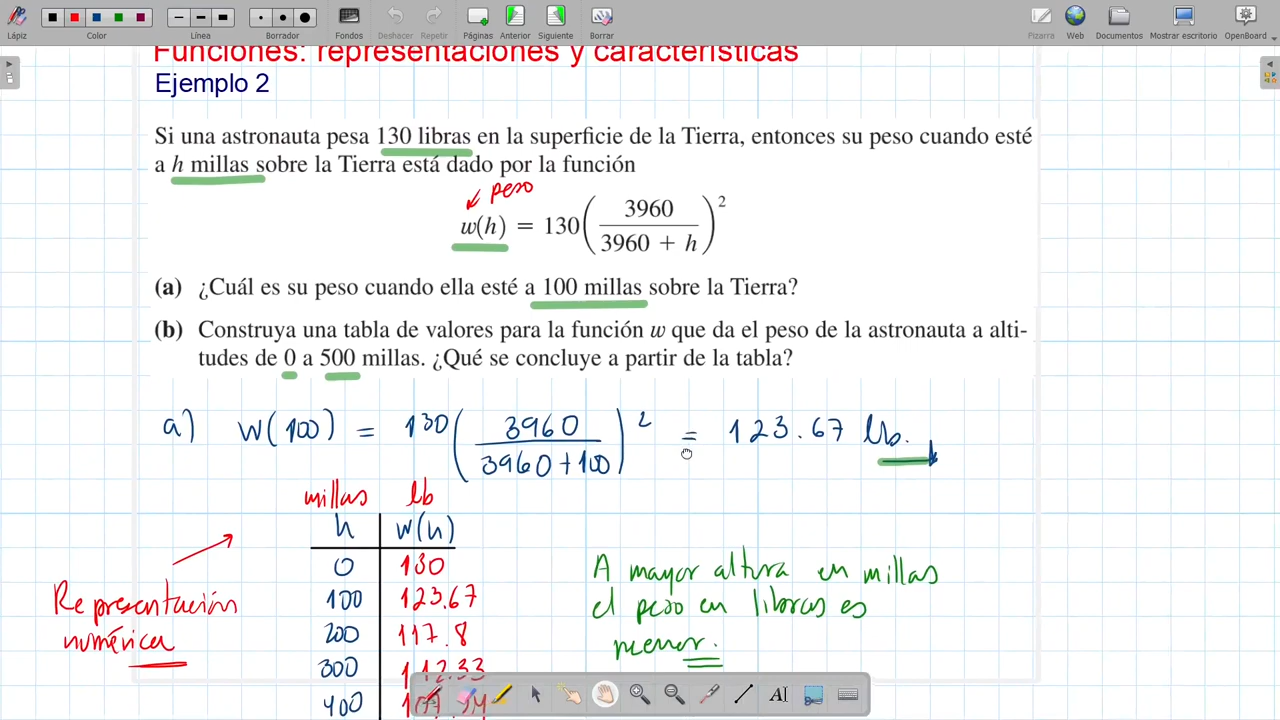 Lápiz Color Línea Borrador Fondos Deshacer Repetir Páginas Anterior Siguiente Borrar Pizarra Web Documentos Mostrar escritorio OpenBoard
Funciones: representaciones y características
Ejemplo 2
Si una astronauta pesa 130 libras en la superficie de la Tierra, entonces su peso cuando esté
a h millas sobre la Tierra está dado por la función
peso
w(h) = 130(3960/(3960 + h))²
(a) ¿Cuál es su peso cuando ella esté a 100 millas sobre la Tierra?
(b) Construya una tabla de valores para la función w que da el peso de la astronauta a alti-
tudes de 0 a 500 millas. ¿Qué se concluye a partir de la tabla?
a) W(100) = 130(3960/(3960+100))² = 123.67 Lb.
millas lb
h W(h)
0 130
100 123.67
200 117.8
300 112.33
400
Representación
numérica
A mayor altura en millas
el peso en libras es
menor.